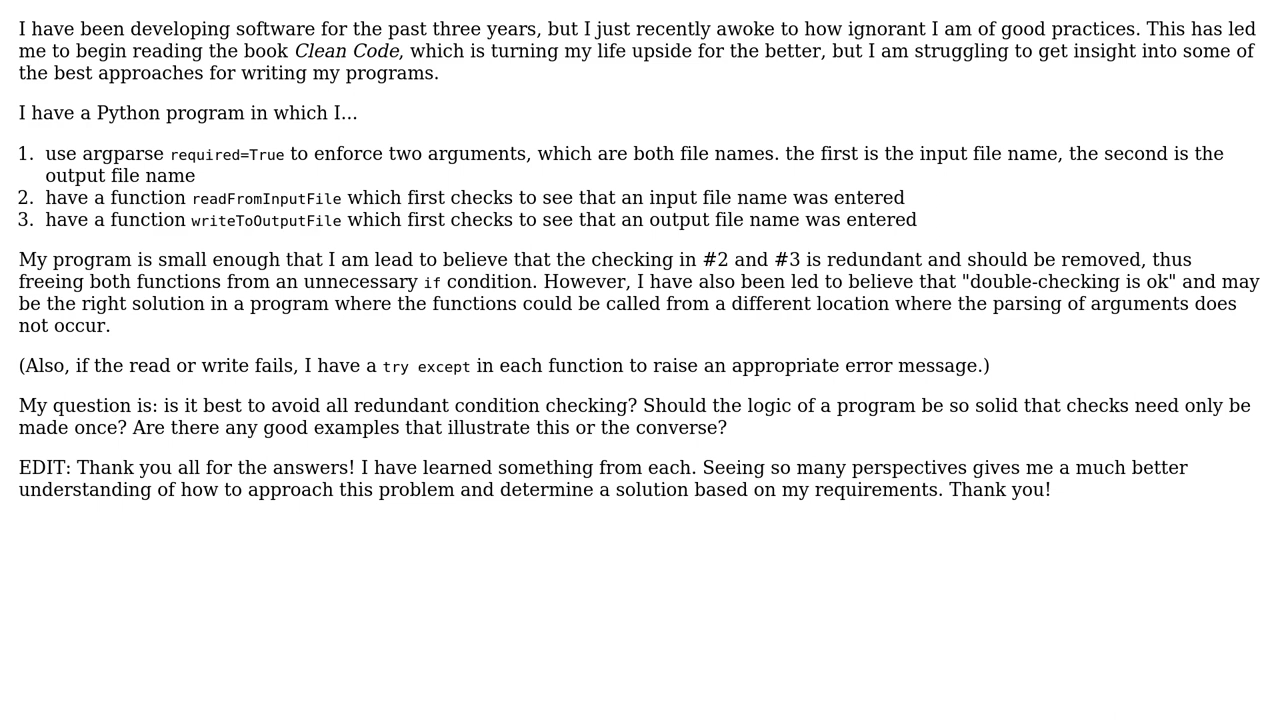 I have been developing software for the past three years, but I just recently awoke to how ignorant I am of good practices. This has led
me to begin reading the book Clean Code, which is turning my life upside for the better, but I am struggling to get insight into some of
the best approaches for writing my programs.
I have a Python program in which I...
1. use argparse required=True to enforce two arguments, which are both file names. the first is the input file name, the second is the
output file name
2. have a function readFromInputFile which first checks to see that an input file name was entered
3. have a function writeToOutputFile which first checks to see that an output file name was entered
My program is small enough that I am lead to believe that the checking in #2 and #3 is redundant and should be removed, thus
freeing both functions from an unnecessary if condition. However, I have also been led to believe that "double-checking is ok" and may
be the right solution in a program where the functions could be called from a different location where the parsing of arguments does
not occur.
(Also, if the read or write fails, I have a try except in each function to raise an appropriate error message.)
My question is: is it best to avoid all redundant condition checking? Should the logic of a program be so solid that checks need only be
made once? Are there any good examples that illustrate this or the converse?
EDIT: Thank you all for the answers! I have learned something from each. Seeing so many perspectives gives me a much better
understanding of how to approach this problem and determine a solution based on my requirements. Thank you!